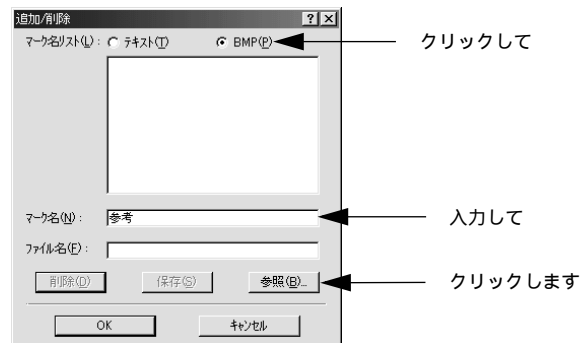 追加/削除
マーク名リスト(L): テキスト(T) BMP(P) クリックして
マーク名(N): 参考 入力して
ファイル名(F):
削除(D) 保存(S) 参照(B)... クリックします
OK キャンセル